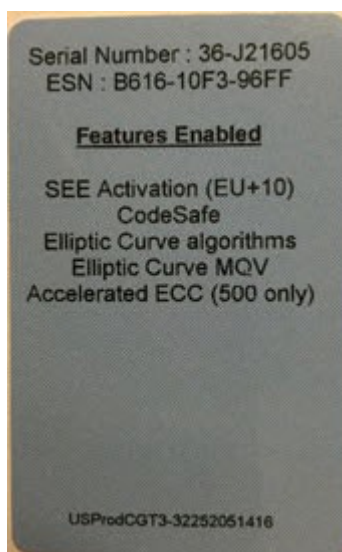 Serial Number : 36-J21605
ESN : B616-10F3-96FF
Features Enabled
SEE Activation (EU+10)
CodeSafe
Elliptic Curve algorithms
Elliptic Curve MQV
Accelerated ECC (500 only)
USProdCGT3-32252051416